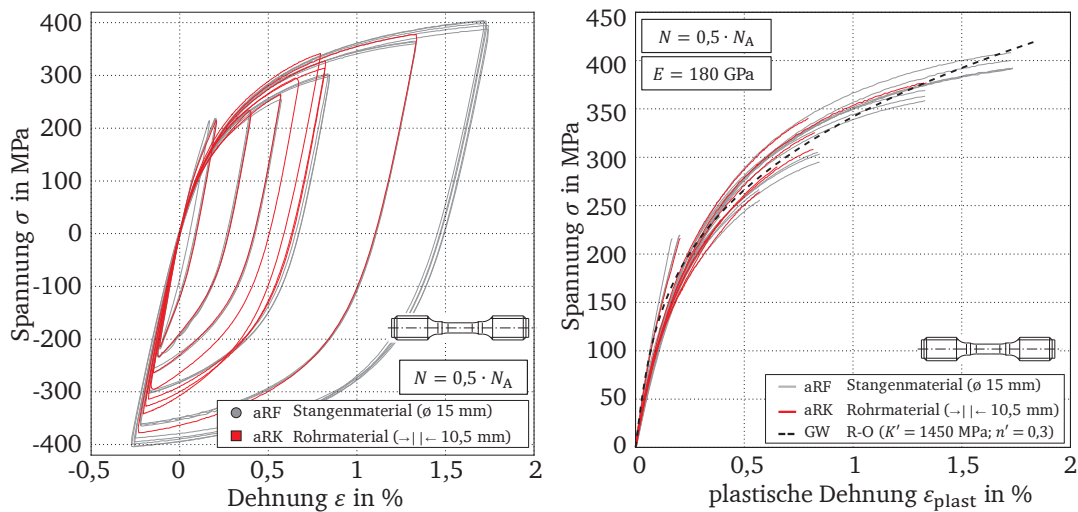 400
300
200
100
0
-100
-200
-300
-400
-0,5
0
0,5
1
1,5
2
Spannung σ in MPa
Dehnung ε in %
N = 0,5 · N_A
aRF Stangenmaterial (ø 15 mm)
aRK Rohrmaterial (→||← 10,5 mm)
450
400
350
300
250
200
150
100
50
0
0
0,5
1
1,5
2
Spannung σ in MPa
plastische Dehnung ε_plast in %
N = 0,5 · N_A
E = 180 GPa
aRF Stangenmaterial (ø 15 mm)
aRK Rohrmaterial (→||← 10,5 mm)
GW R-O (K′ = 1450 MPa; n′ = 0,3)